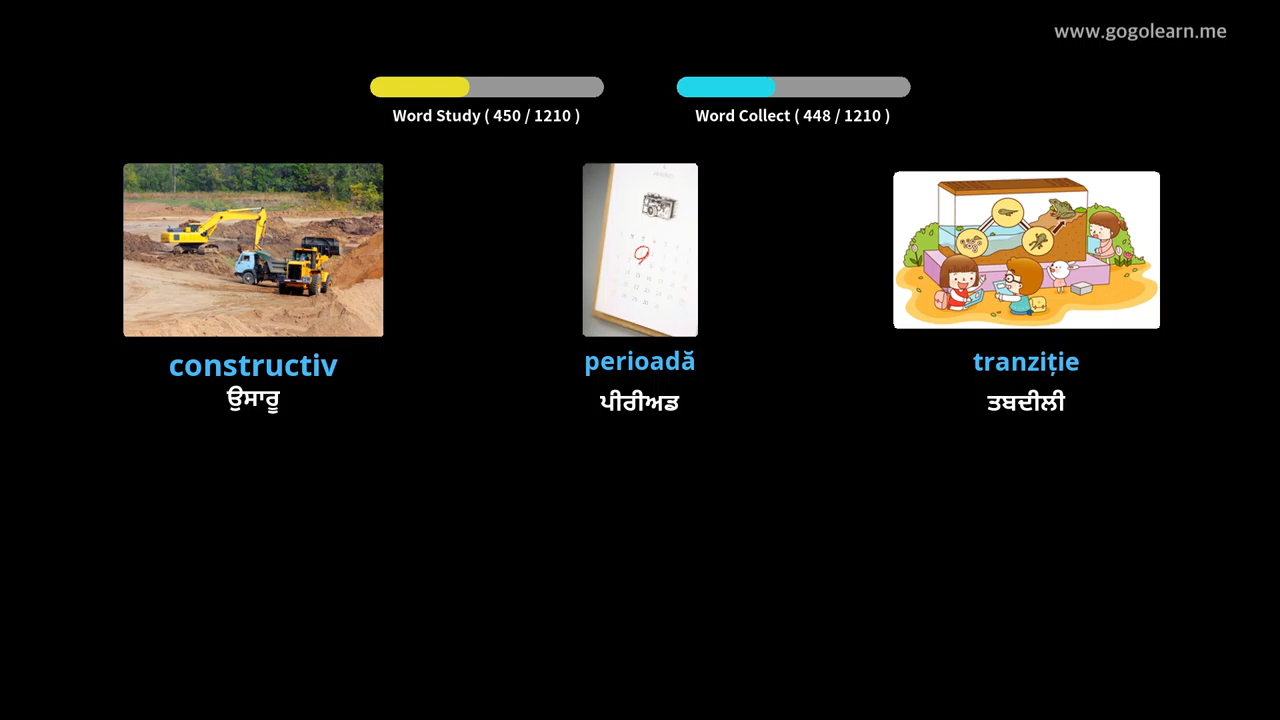 www.gogolearn.me
Word Study ( 450 / 1210 )
Word Collect ( 448 / 1210 )
constructiv
ਉਸਾਰੂ
perioadă
ਪੀਰੀਅਡ
tranziție
ਤਬਦੀਲੀ